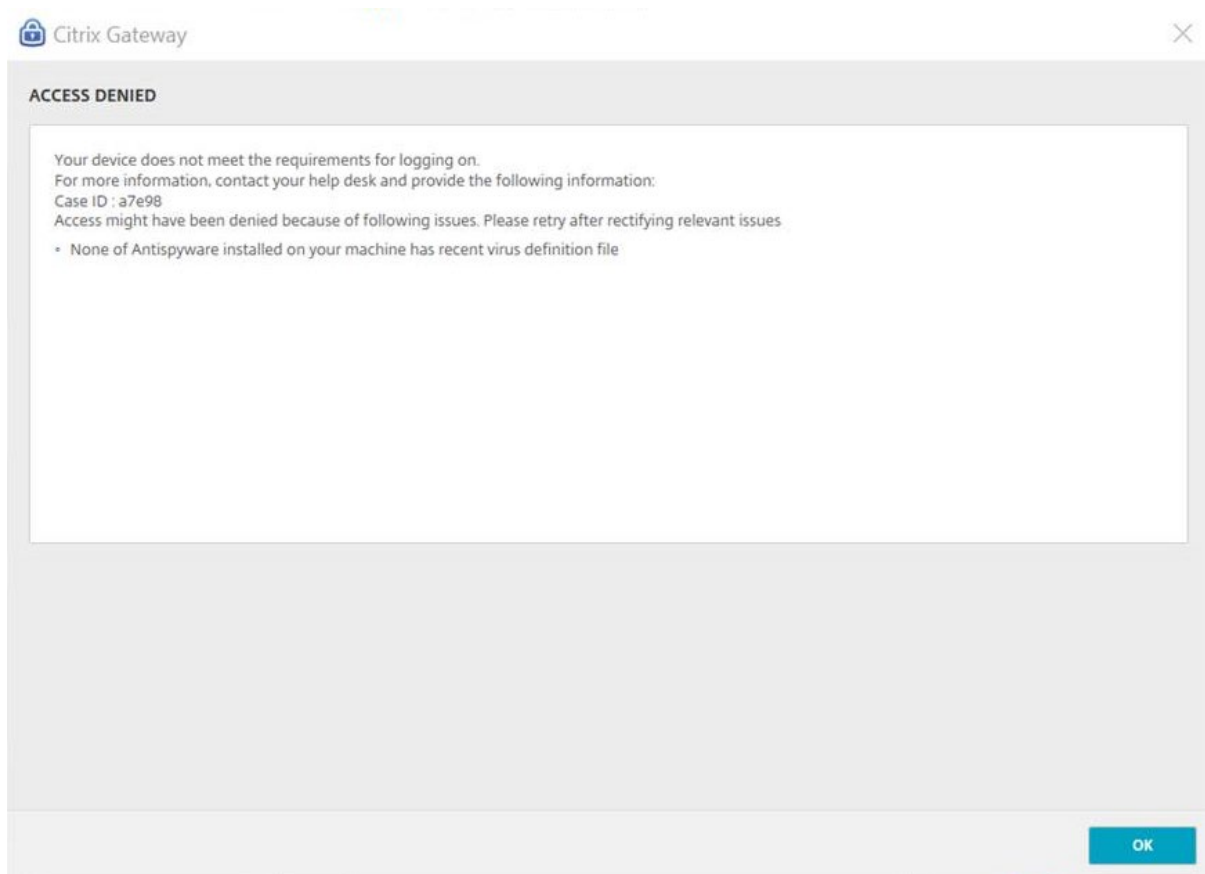 Citrix Gateway
ACCESS DENIED
Your device does not meet the requirements for logging on.
For more information, contact your help desk and provide the following information:
Case ID : a7e98
Access might have been denied because of following issues. Please retry after rectifying relevant issues
• None of Antispyware installed on your machine has recent virus definition file
OK